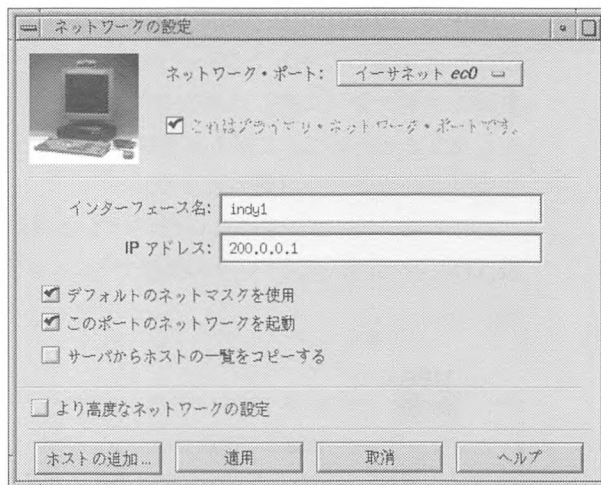 ネットワークの設定
ネットワーク・ポート: イーサネット ec0
これはプライマリ・ネットワーク・ポートです。
インターフェース名: indy1
IP アドレス: 200.0.0.1
デフォルトのネットマスクを使用
このポートのネットワークを起動
サーバからホストの一覧をコピーする
より高度なネットワークの設定
ホストの追加... 適用 取消 ヘルプ